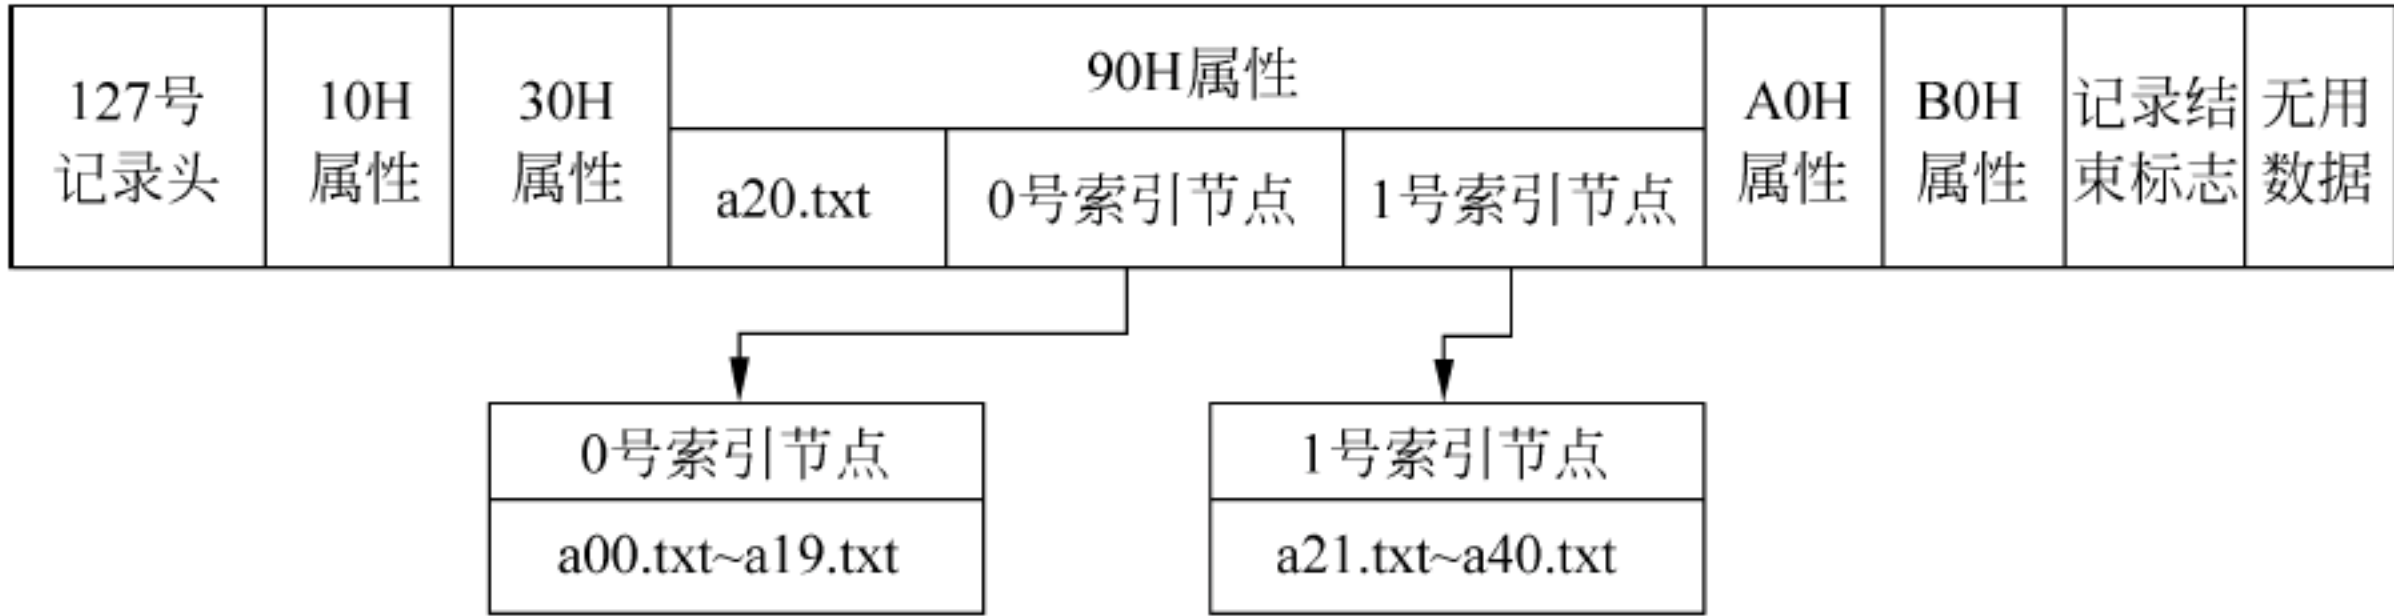 127号
记录头
10H
属性
30H
属性
90H属性
a20.txt
0号索引节点
1号索引节点
A0H
属性
B0H
属性
记录结
束标志
无用
数据
0号索引节点
a00.txt~a19.txt
1号索引节点
a21.txt~a40.txt